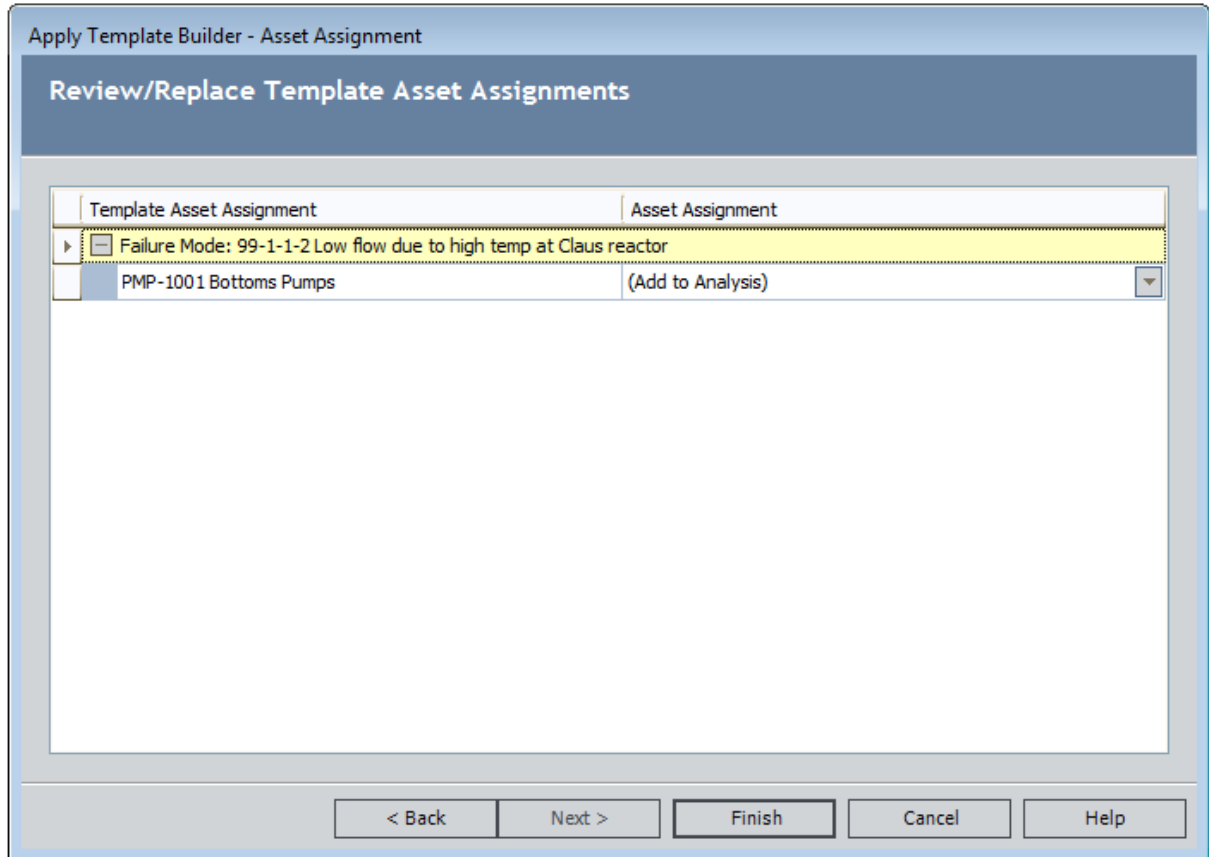 Apply Template Builder - Asset Assignment
Review/Replace Template Asset Assignments
Template Asset Assignment Asset Assignment
Failure Mode: 99-1-1-2 Low flow due to high temp at Claus reactor
PMP-1001 Bottoms Pumps (Add to Analysis)
< Back Next > Finish Cancel Help